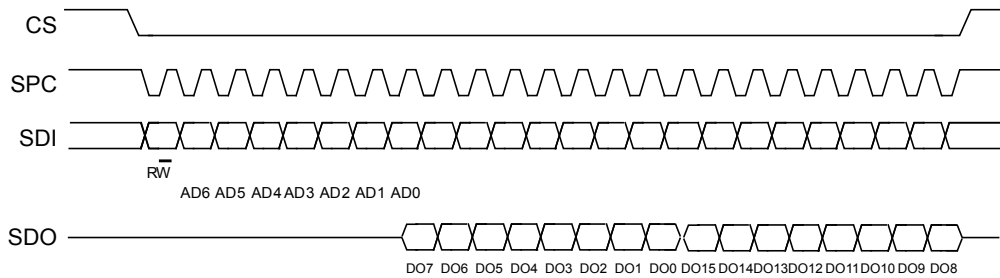 CS
SPC
SDI
RW
AD6 AD5 AD4 AD3 AD2 AD1 AD0
SDO
DO7 DO6 DO5 DO4 DO3 DO2 DO1 DO0 DO15 DO14 DO13 DO12 DO11 DO10 DO9 DO8